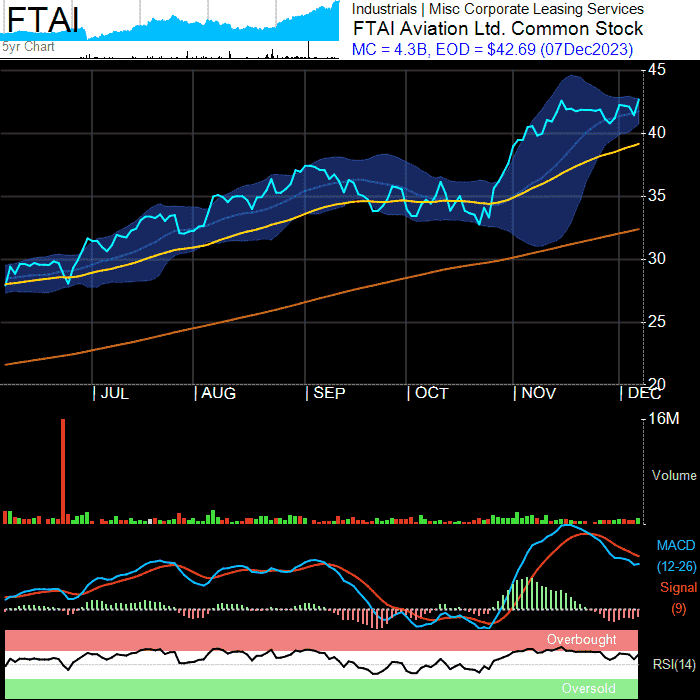 FTAI
5yr Chart
Industrials | Misc Corporate Leasing Services
FTAI Aviation Ltd. Common Stock
MC = 4.3B, EOD = $42.69 (07Dec2023)
45
40
35
30
25
20
JUL AUG SEP OCT NOV DEC
16M
Volume
MACD
(12-26)
Signal
(9)
Overbought
RSI(14)
Oversold